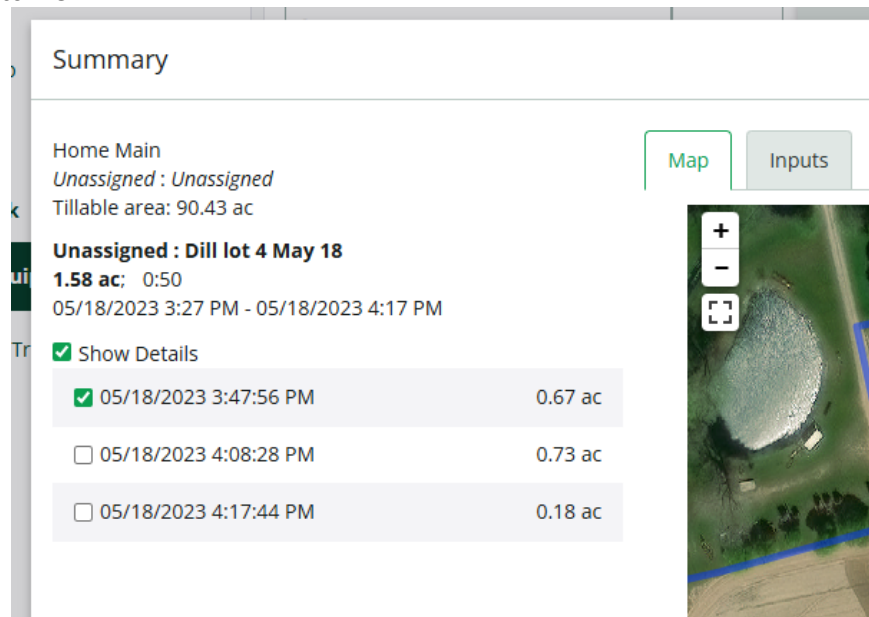 Summary
Home Main
Unassigned : Unassigned
Tillable area: 90.43 ac
Unassigned : Dill lot 4 May 18
1.58 ac; 0:50
05/18/2023 3:27 PM - 05/18/2023 4:17 PM
Show Details
05/18/2023 3:47:56 PM 0.67 ac
05/18/2023 4:08:28 PM 0.73 ac
05/18/2023 4:17:44 PM 0.18 ac
Map Inputs
+
−
k
ui
Tr